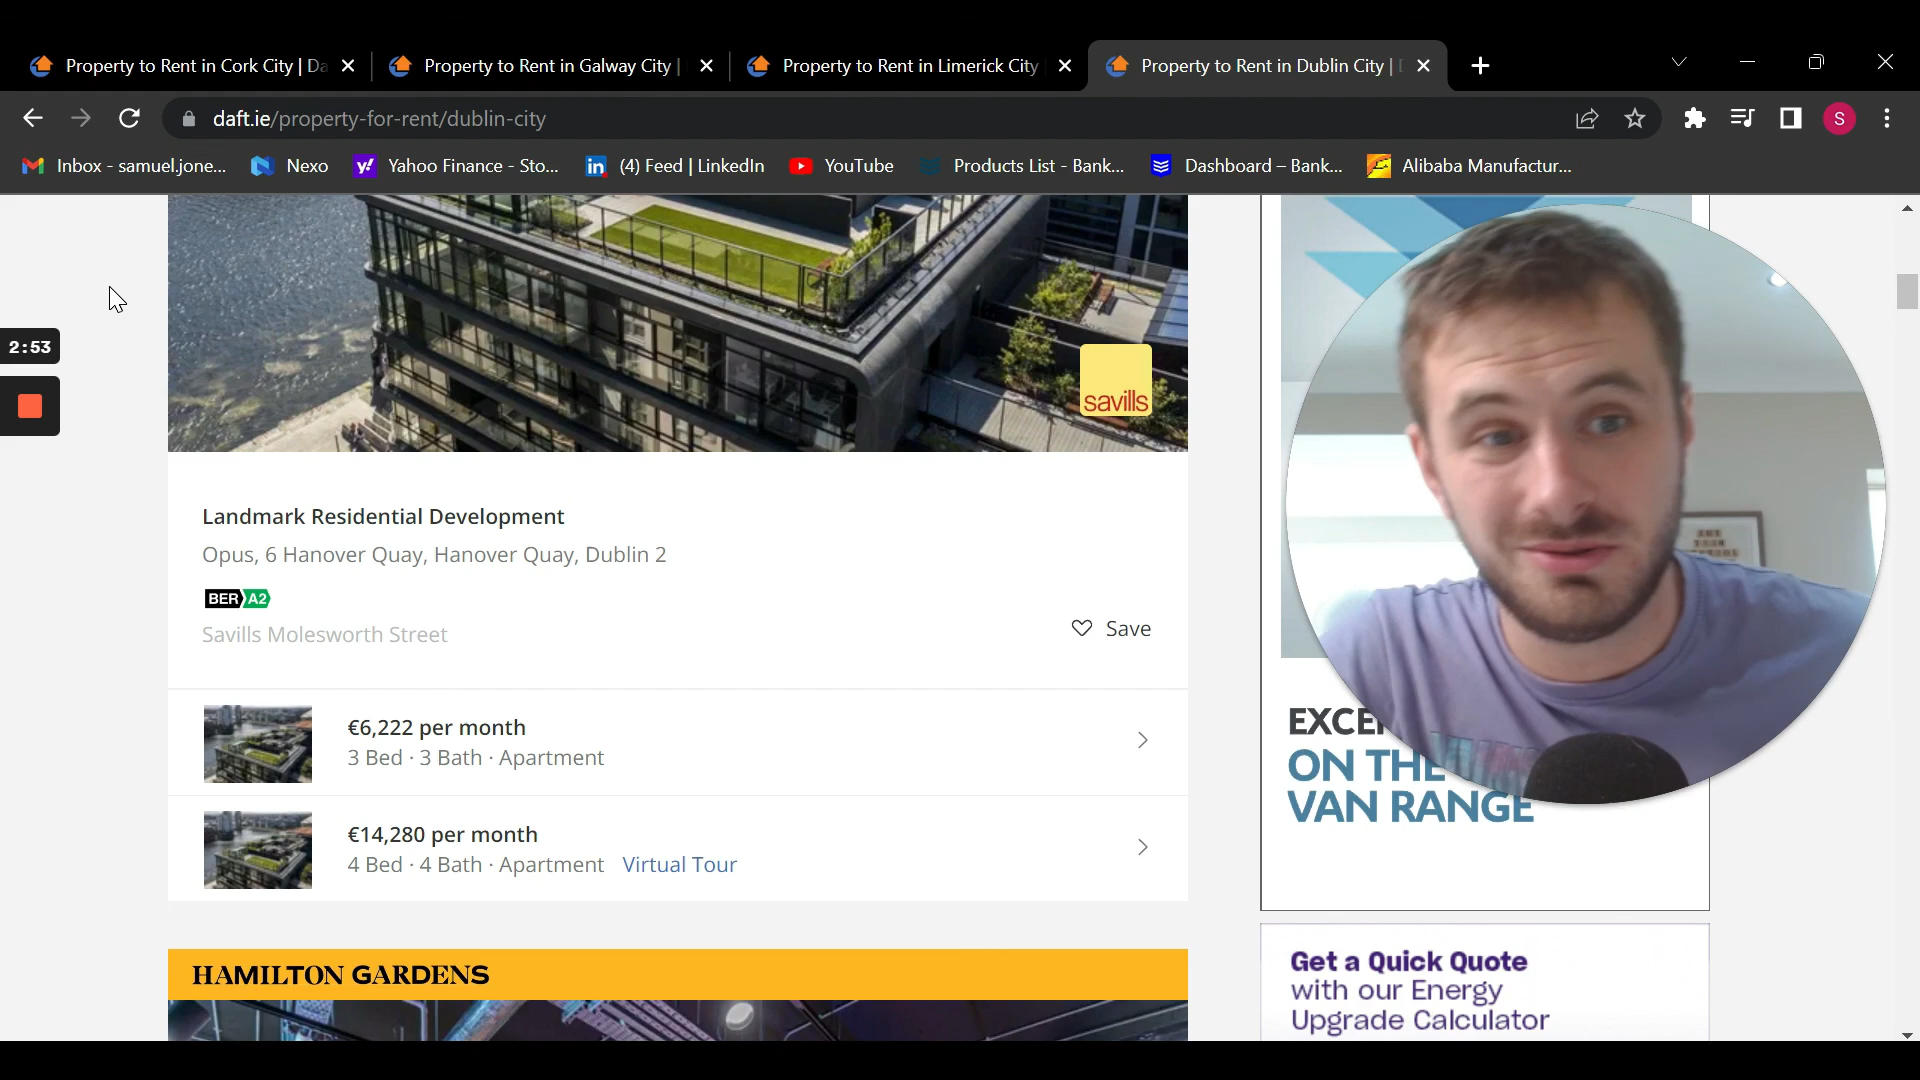 Property to Rent in Cork City | Da
Property to Rent in Galway City |
Property to Rent in Limerick City
Property to Rent in Dublin City |
daft.ie/property-for-rent/dublin-city
S
Inbox - samuel.jone...
Nexo
y!
Yahoo Finance - Sto...
in
(4) Feed | LinkedIn
YouTube
Products List - Bank...
Dashboard – Bank...
Alibaba Manufactur...
2:53
savills
Landmark Residential Development
Opus, 6 Hanover Quay, Hanover Quay, Dublin 2
BER A2
Savills Molesworth Street
Save
€6,222 per month
3 Bed · 3 Bath · Apartment
€14,280 per month
4 Bed · 4 Bath · Apartment Virtual Tour
HAMILTON GARDENS
ON THE
VAN RANGE
Get a Quick Quote
with our Energy
Upgrade Calculator